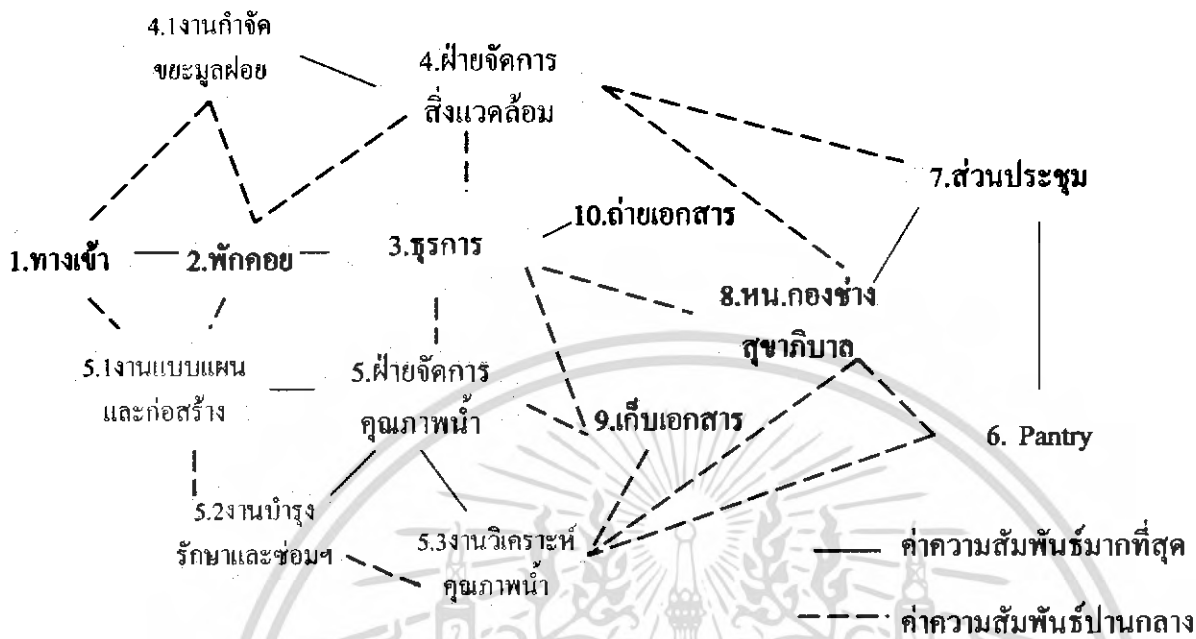 4.1งานกำจัด
ขยะมูลฝอย
4.ฝ่ายจัดการ
สิ่งแวดล้อม
7.ส่วนประชุม
10.ถ่ายเอกสาร
1.ทางเข้า
2.พักคอย
3.ธุรการ
8.หน.กองช่าง
สุขาภิบาล
5.1งานแบบแผน
และก่อสร้าง
5.ฝ่ายจัดการ
คุณภาพน้ำ
9.เก็บเอกสาร
6. Pantry
5.2งานบำรุง
รักษาและซ่อมฯ
5.3งานวิเคราะห์
คุณภาพน้ำ
ค่าความสัมพันธ์มากที่สุด
ค่าความสัมพันธ์ปานกลาง